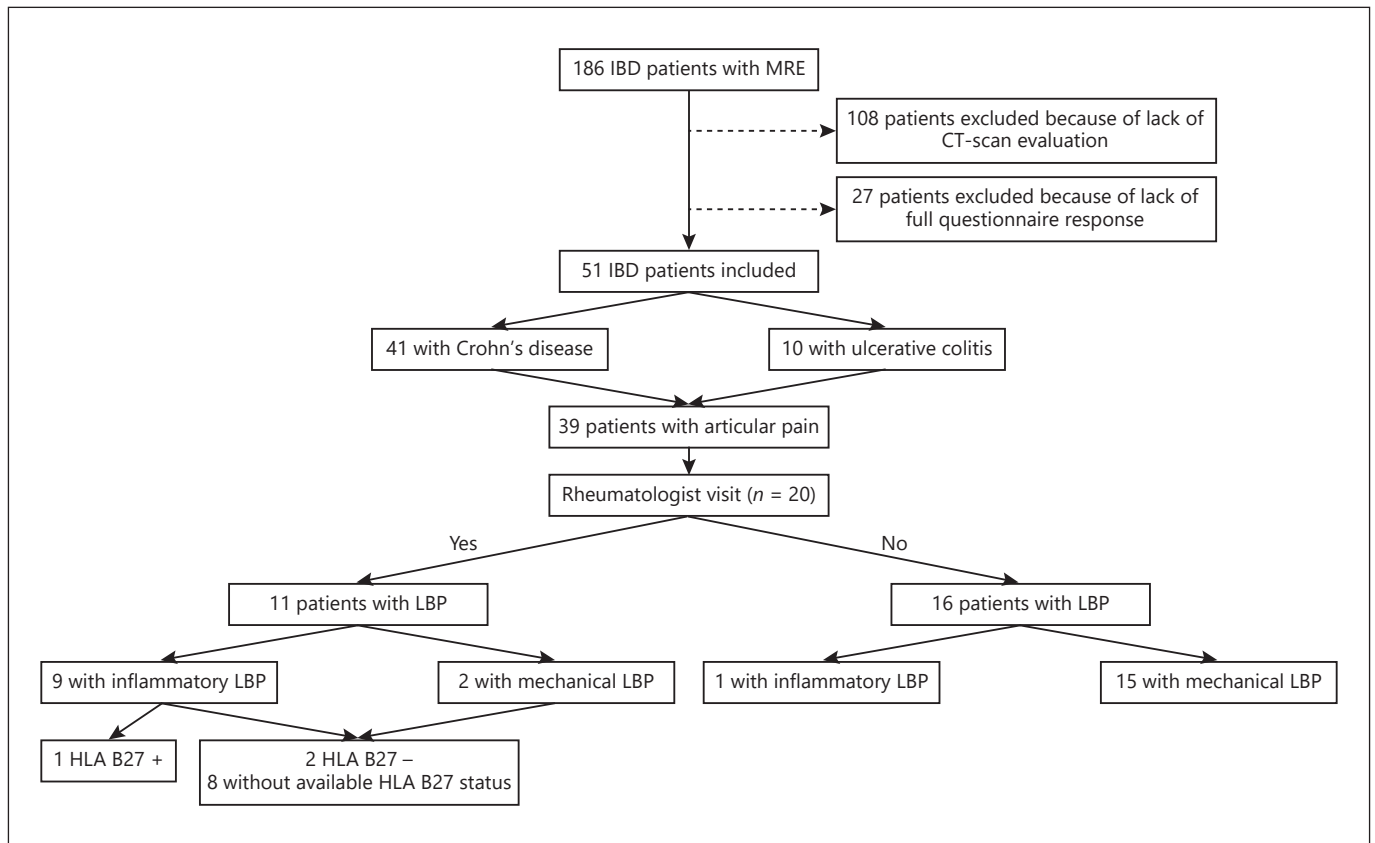 186 IBD patients with MRE
108 patients excluded because of lack of
CT-scan evaluation
27 patients excluded because of lack of
full questionnaire response
51 IBD patients included
41 with Crohn's disease
10 with ulcerative colitis
39 patients with articular pain
Rheumatologist visit (n = 20)
Yes
No
11 patients with LBP
16 patients with LBP
9 with inflammatory LBP
2 with mechanical LBP
1 with inflammatory LBP
15 with mechanical LBP
1 HLA B27 +
2 HLA B27 –
8 without available HLA B27 status